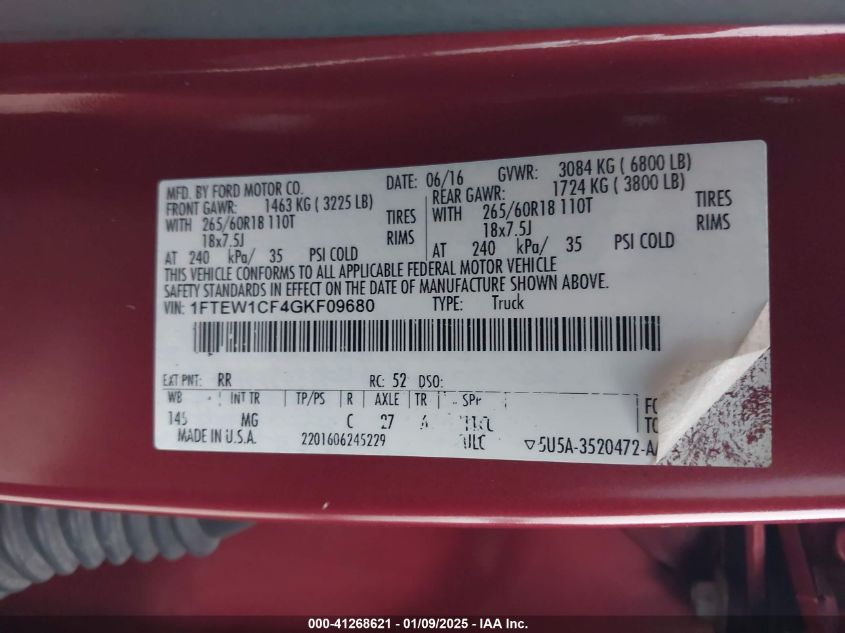 MFD. BY FORD MOTOR CO. DATE: 06/16 GVWR: 3084 KG ( 6800 LB)
FRONT GAWR: 1463 KG ( 3225 LB) REAR GAWR: 1724 KG ( 3800 LB)
WITH 265/60R18 110T TIRES WITH 265/60R18 110T TIRES
18x7.5J RIMS 18x7.5J RIMS
AT 240 kPa/ 35 PSI COLD AT 240 kPa/ 35 PSI COLD
THIS VEHICLE CONFORMS TO ALL APPLICABLE FEDERAL MOTOR VEHICLE
SAFETY STANDARDS IN EFFECT ON THE DATE OF MANUFACTURE SHOWN ABOVE.
VIN: 1FTEW1CF4GKF09680 TYPE: Truck
EXT PNT: RR RC: 52 DSO:
WB INT TR TP/PS R AXLE TR SPr
145 MG C 27
MADE IN U.S.A. 2201606245229 ▽5U5A-3520472-A
000-41268621 | 01/09/2025 - IAA Inc.